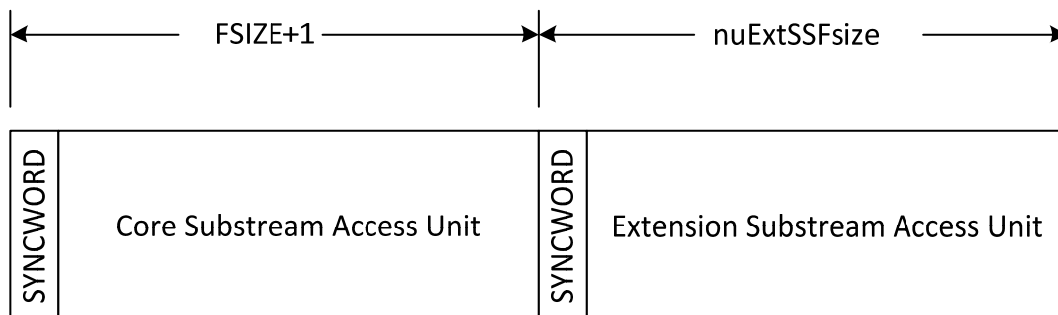 FSIZE+1
nuExtSSFsize
SYNCWORD
Core Substream Access Unit
SYNCWORD
Extension Substream Access Unit